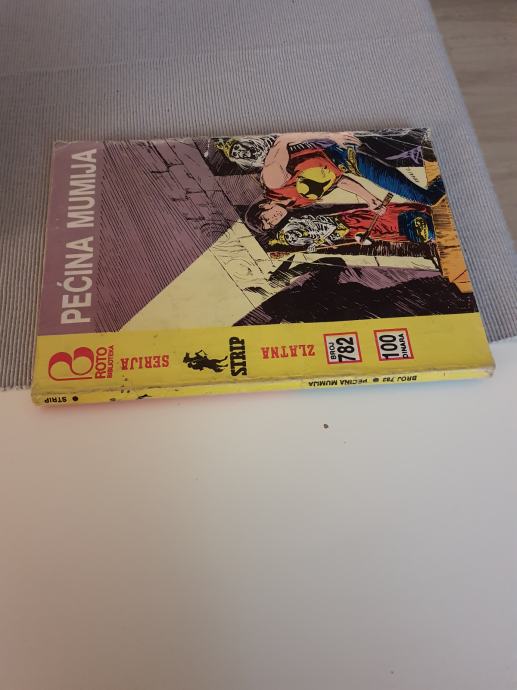 PEĆINA MUMIJA
ROTO
BIBLIOTEKA
ZLATNA
STRIP
SERIJA
BROJ
782
100
DINARA
STRIP ● BROJ 782 ● PEĆINA MUMIJA